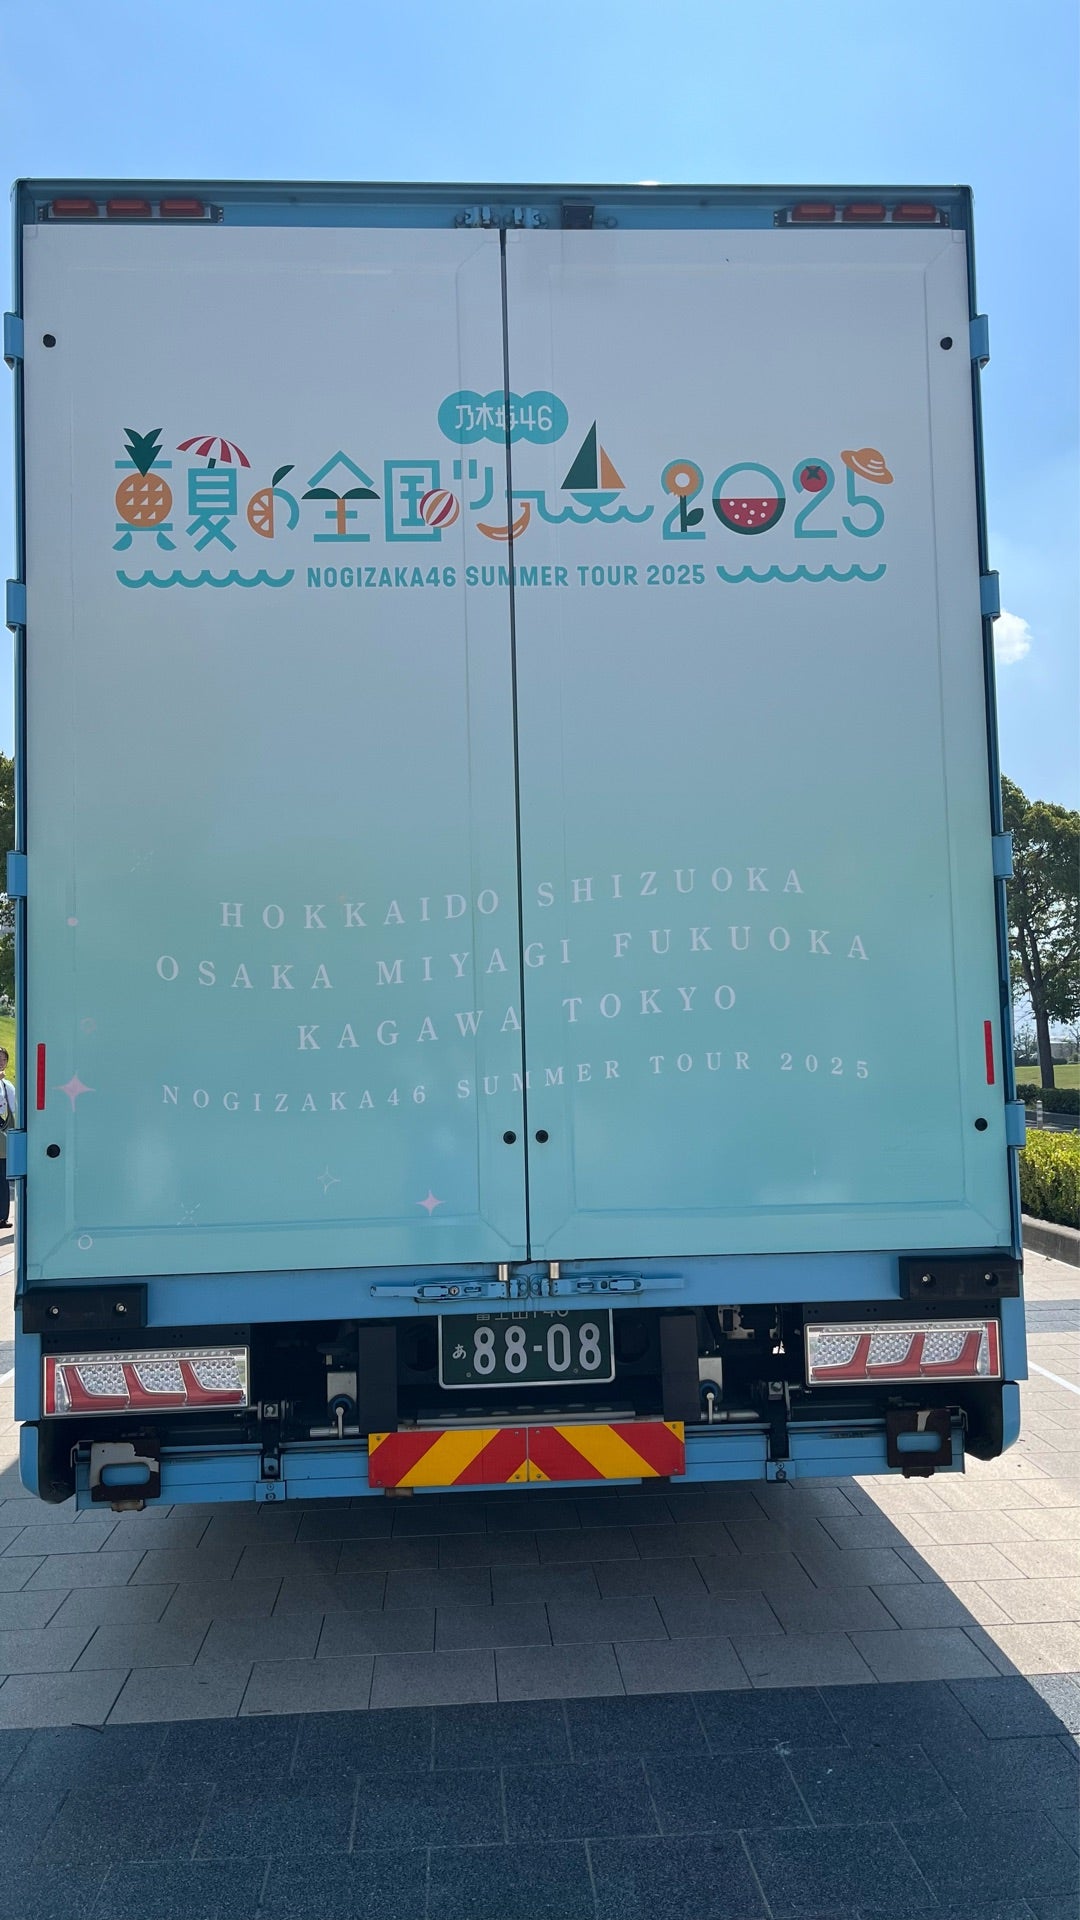 乃木坂46
真夏の全国ツアー2025
NOGIZAKA46 SUMMER TOUR 2025
HOKKAIDO SHIZUOKA
OSAKA MIYAGI FUKUOKA
KAGAWA TOKYO
NOGIZAKA46 SUMMER TOUR 2025
あ 88-08